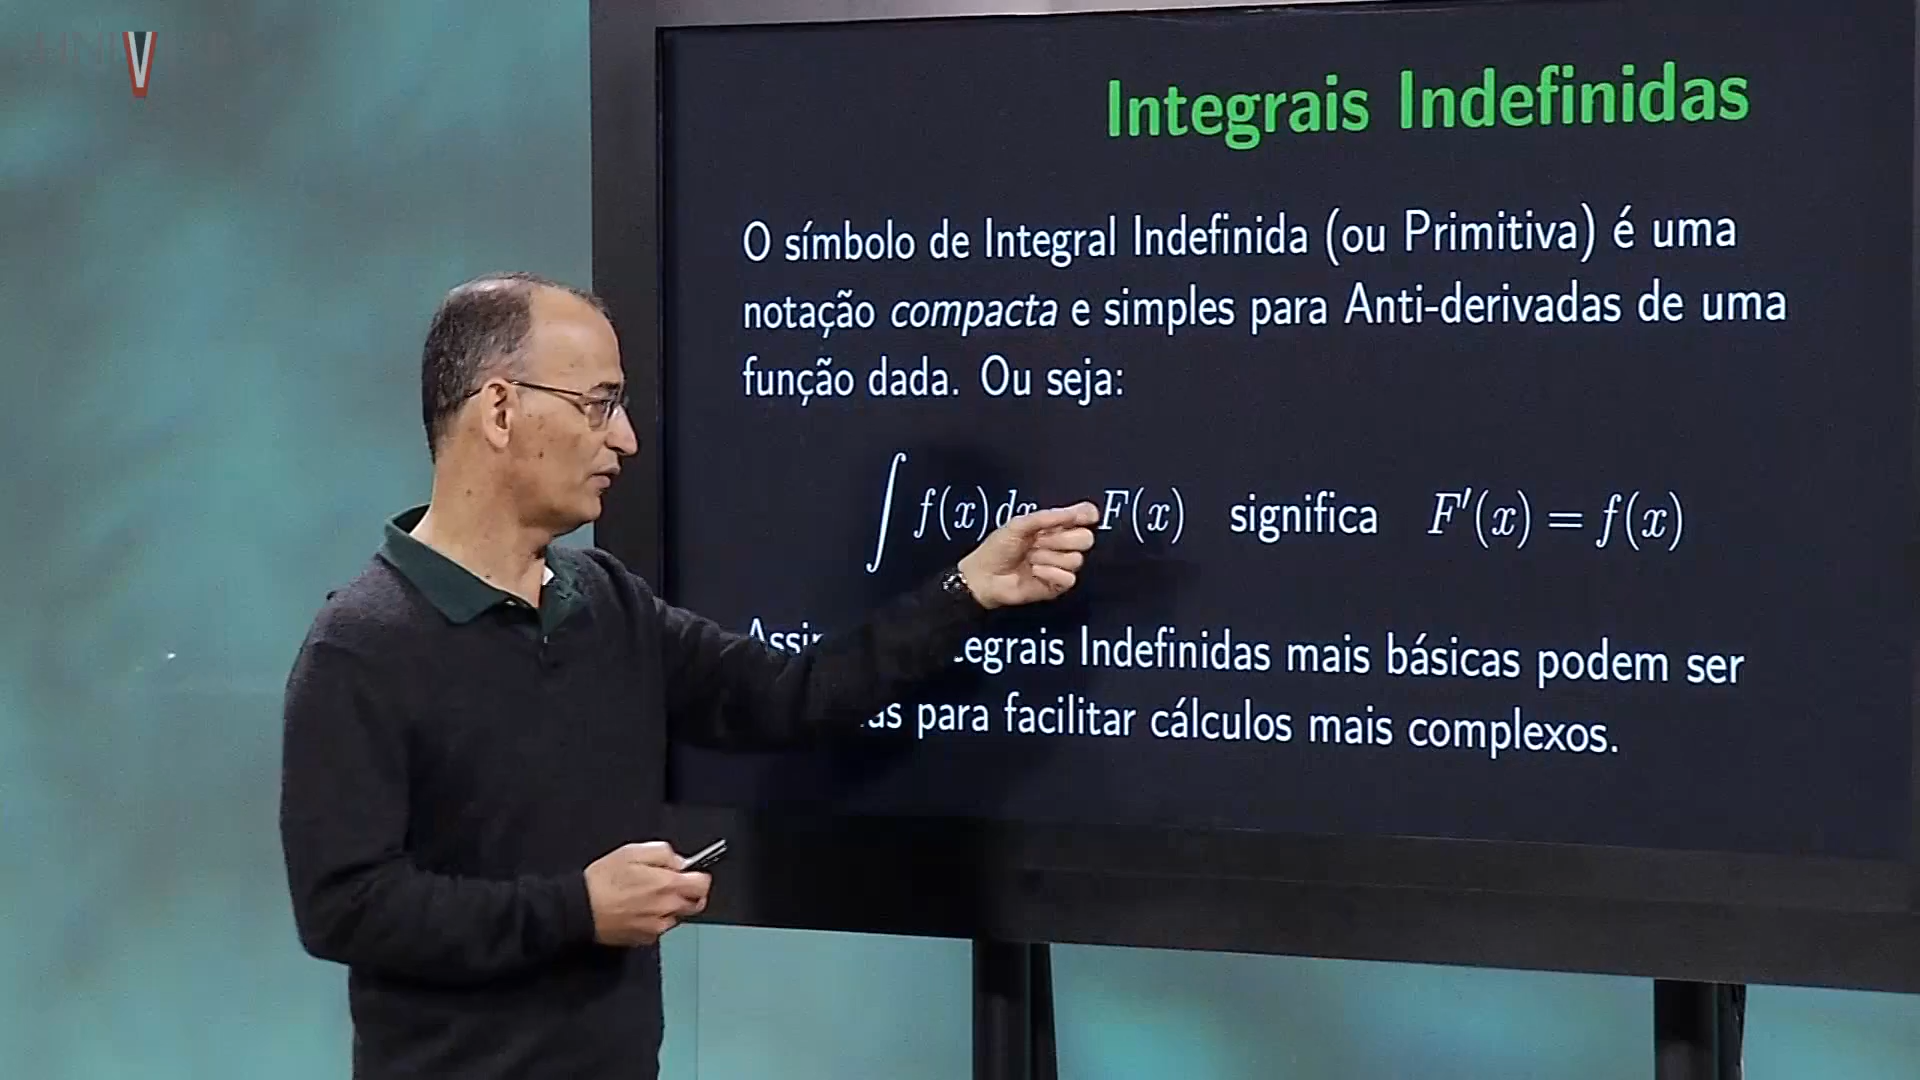 Integrais Indefinidas
O símbolo de Integral Indefinida (ou Primitiva) é uma
notação compacta e simples para Anti-derivadas de uma
função dada. Ou seja:
∫ f(x) F(x) significa F′(x) = f(x)
Indefinidas mais básicas podem ser
para facilitar cálculos mais complexos.